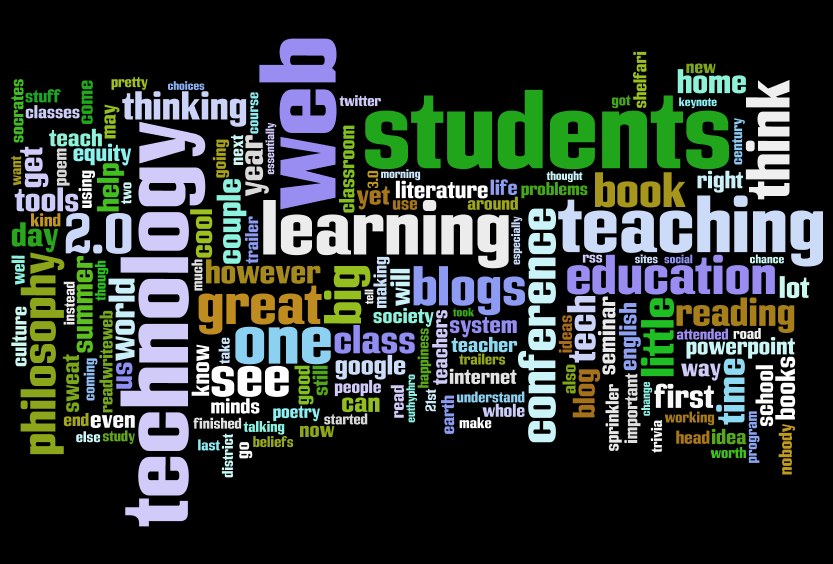 socrates
stuff
classes
come
pretty
choices
thinking
may
teach
equity
want
get
poem
using
help
two
tools
kind
day
2.0
technology
web
twitter
course
essentially
going
next
year
cool
couple
trailer
classroom
students
3.0
morning
yet
use
literature
life
around
thought
problems
got
shelfari
new
home
keynote
century
think
book
right
learning
especially
teaching
conference
rss
sites
social
chance
education
lot
well
culture
philosophy
instead
summer
though
world
much
however
great
big
tell
making
will
blogs
society
took
one
class
system
teachers
teacher
trailers
happiness
internet
sweat
coming
readwriteweb
us
know
take
see
good
still
google
people
can
read
euthyphro
21st
earth
understand
whole
make
minds
poetry
started
now
finished
talking
last
district
go
beliefs
end
even
else
study
ideas
tech
also
blog
seminar
english
little
reading
attended
road
powerpoint
way
sprinkler
important
change
trivia
first
working
head
idea
worth
time
program
school
books
nobody